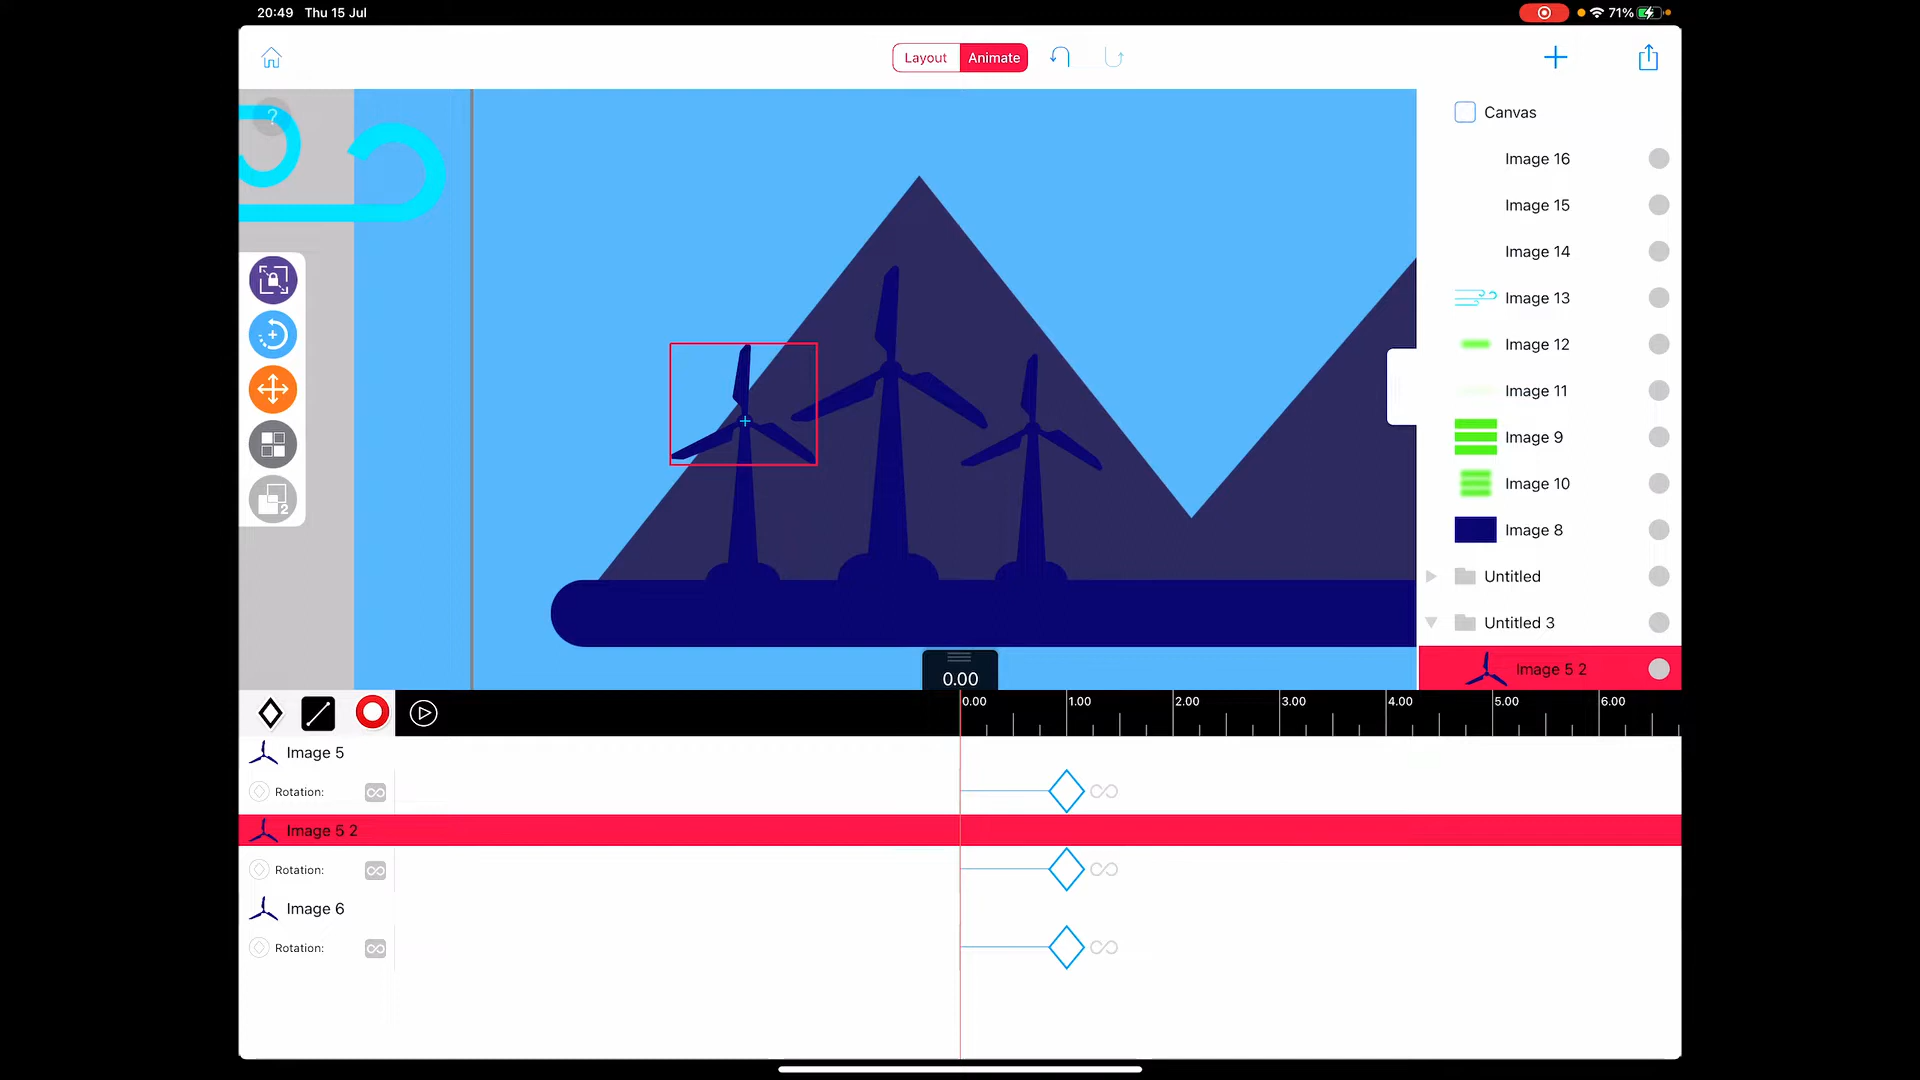 20:49 Thu 15 Jul
71%
Layout
Animate
?
Canvas
Image 16
Image 15
Image 14
Image 13
Image 12
Image 11
Image 9
Image 10
Image 8
Untitled
Untitled 3
Image 5 2
2
0.00
0.00 1.00 2.00 3.00 4.00 5.00 6.00
Image 5
Rotation:
Image 5 2
Rotation:
Image 6
Rotation: